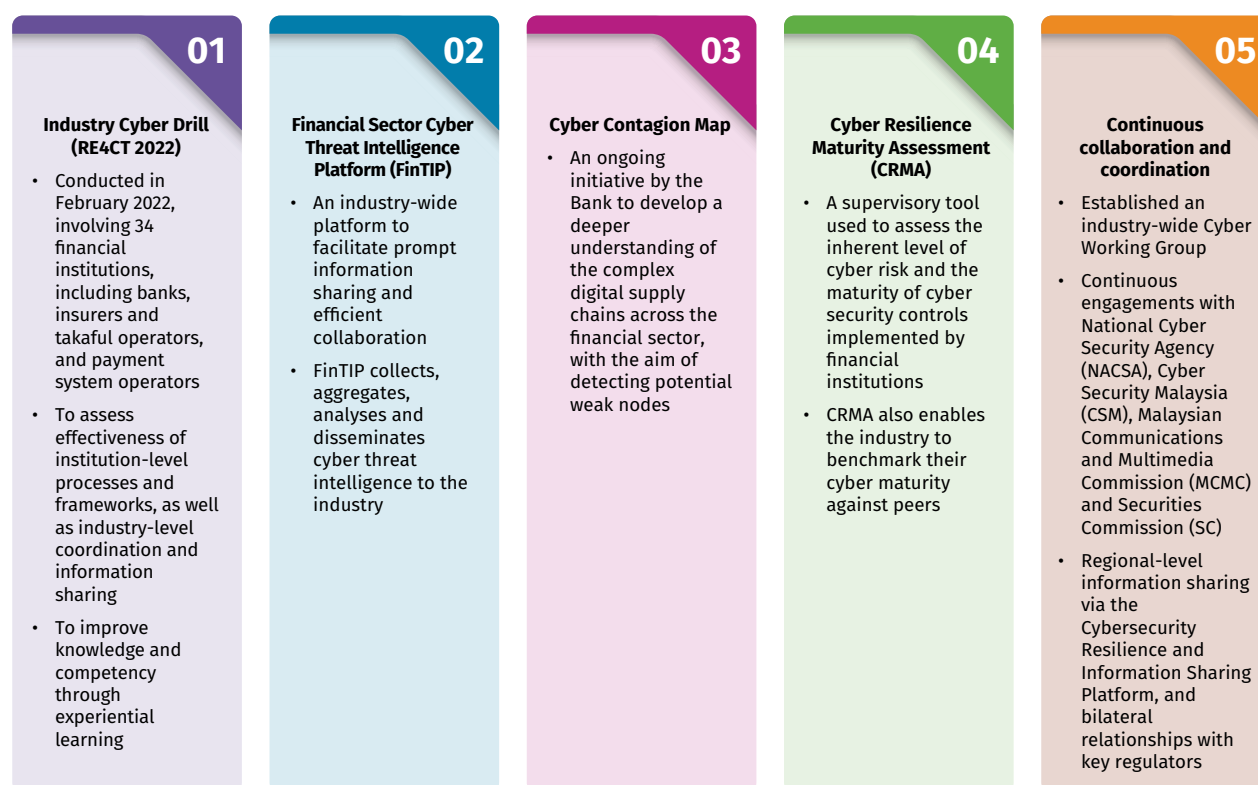 01
Industry Cyber Drill
(RE4CT 2022)
• Conducted in
February 2022,
involving 34
financial
institutions,
including banks,
insurers and
takaful operators,
and payment
system operators
• To assess
effectiveness of
institution-level
processes and
frameworks, as well
as industry-level
coordination and
information
sharing
• To improve
knowledge and
competency
through
experiential
learning
02
Financial Sector Cyber
Threat Intelligence
Platform (FinTIP)
• An industry-wide
platform to
facilitate prompt
information
sharing and
efficient
collaboration
• FinTIP collects,
aggregates,
analyses and
disseminates
cyber threat
intelligence to the
industry
03
Cyber Contagion Map
• An ongoing
initiative by the
Bank to develop a
deeper
understanding of
the complex
digital supply
chains across the
financial sector,
with the aim of
detecting potential
weak nodes
04
Cyber Resilience
Maturity Assessment
(CRMA)
• A supervisory tool
used to assess the
inherent level of
cyber risk and the
maturity of cyber
security controls
implemented by
financial
institutions
• CRMA also enables
the industry to
benchmark their
cyber maturity
against peers
05
Continuous
collaboration and
coordination
• Established an
industry-wide Cyber
Working Group
• Continuous
engagements with
National Cyber
Security Agency
(NACSA), Cyber
Security Malaysia
(CSM), Malaysian
Communications
and Multimedia
Commission (MCMC)
and Securities
Commission (SC)
• Regional-level
information sharing
via the
Cybersecurity
Resilience and
Information Sharing
Platform, and
bilateral
relationships with
key regulators